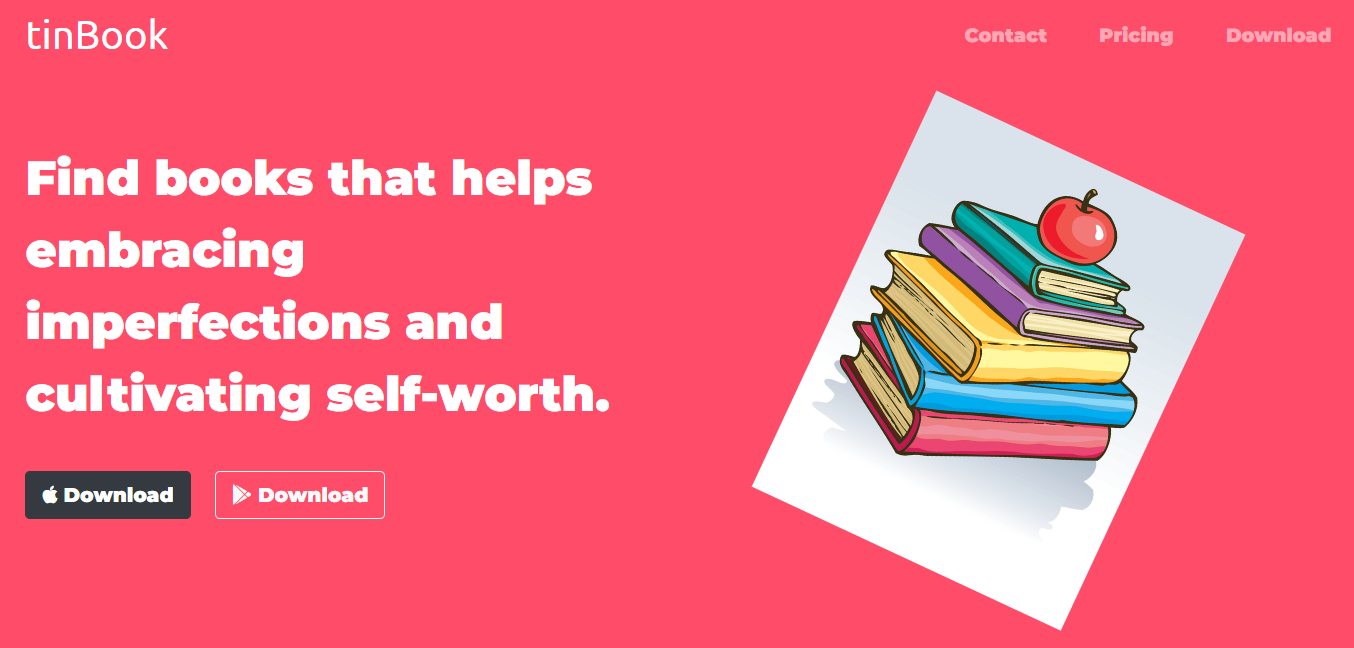 tinBook
Contact Pricing Download
Find books that helps
embracing
imperfections and
cultivating self-worth.
Download Download